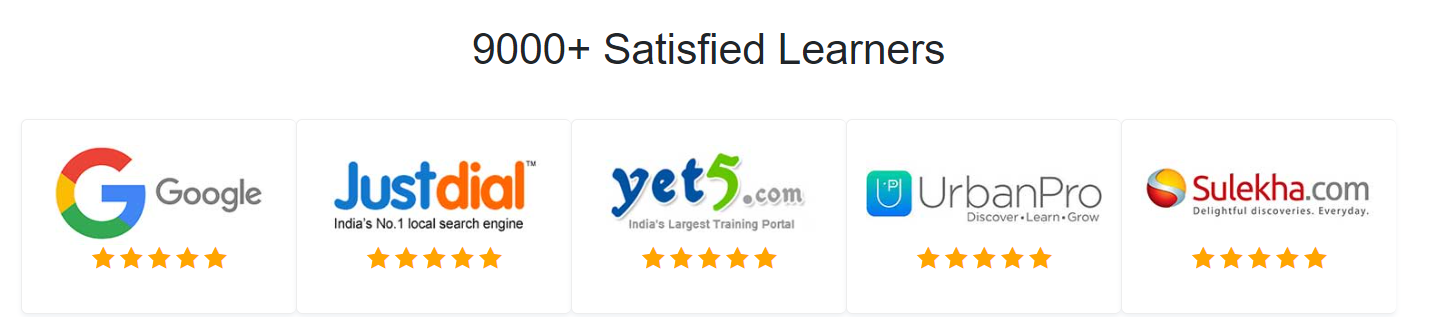 9000+ Satisfied Learners
Google
Justdial™
India's No.1 local search engine
yet5.com
India's Largest Training Portal
UP
UrbanPro
Discover•Learn•Grow
Sulekha.com
Delightful discoveries. Everyday.